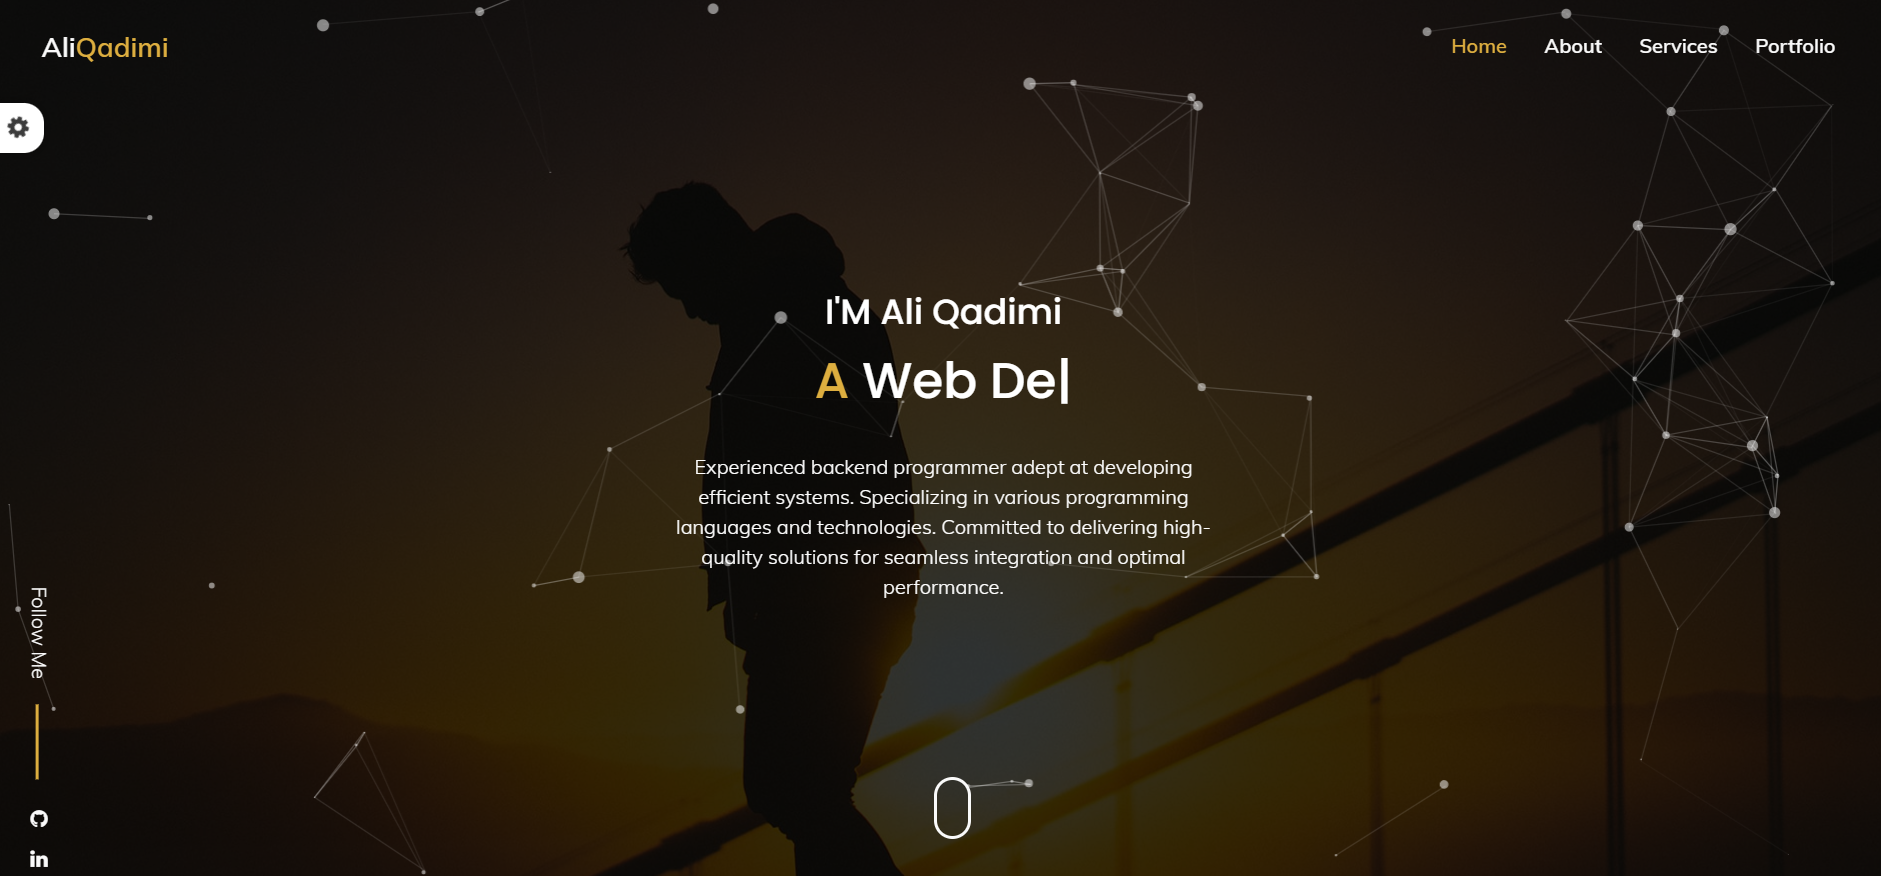 AliQadimi
Home About Services Portfolio
I'M Ali Qadimi
A Web De|
Experienced backend programmer adept at developing
efficient systems. Specializing in various programming
languages and technologies. Committed to delivering high-
quality solutions for seamless integration and optimal
performance.
Follow Me
in